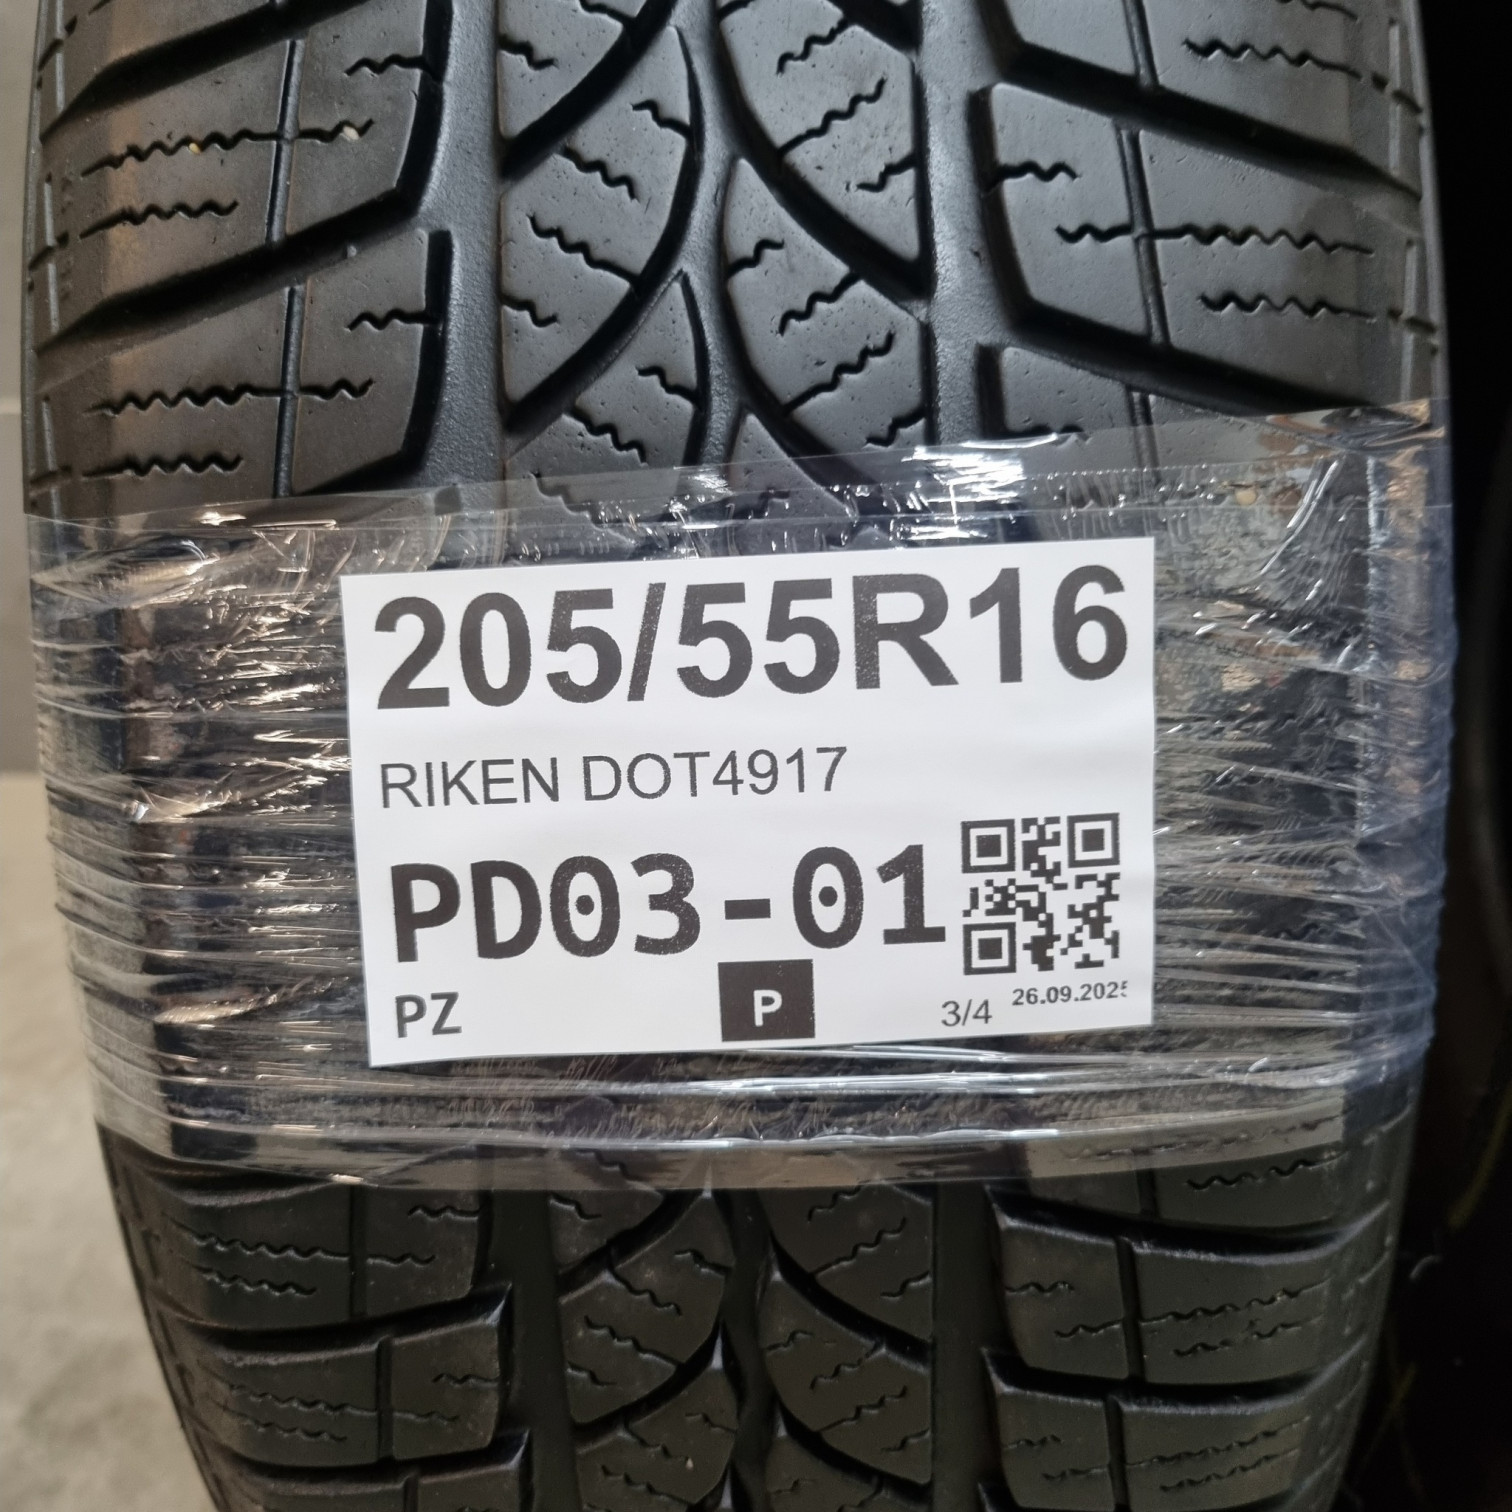 205/55R16
RIKEN DOT4917
PD03-01
PZ
P
3/4
26.09.2025